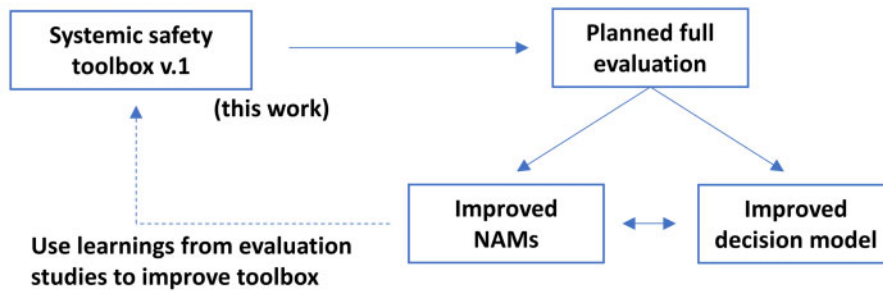 Systemic safety
toolbox v.1
(this work)
Planned full
evaluation
Improved
NAMs
Improved
decision model
Use learnings from evaluation
studies to improve toolbox